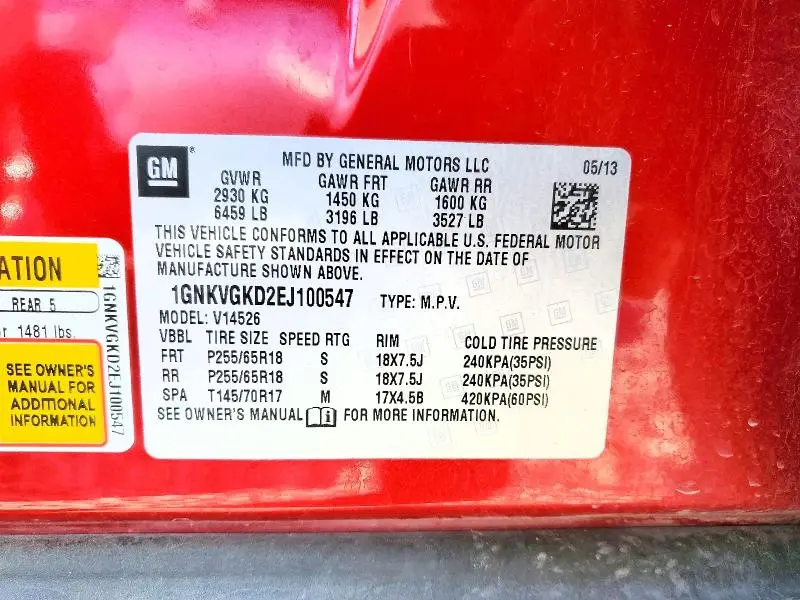 GM
MFD BY GENERAL MOTORS LLC
05/13
GVWR GAWR FRT GAWR RR
2930 KG 1450 KG 1600 KG
6459 LB 3196 LB 3527 LB
THIS VEHICLE CONFORMS TO ALL APPLICABLE U.S. FEDERAL MOTOR
VEHICLE SAFETY STANDARDS IN EFFECT ON THE DATE OF
MANUFACTURE SHOWN ABOVE.
1GNKVGKD2EJ100547 TYPE: M.P.V.
MODEL: V14526
VBBL TIRE SIZE SPEED RTG RIM COLD TIRE PRESSURE
FRT P255/65R18 S 18X7.5J 240KPA(35PSI)
RR P255/65R18 S 18X7.5J 240KPA(35PSI)
SPA T145/70R17 M 17X4.5B 420KPA(60PSI)
SEE OWNER'S MANUAL FOR MORE INFORMATION.
ATION
REAR 5
r 1481 lbs.
SEE OWNER'S
MANUAL FOR
ADDITIONAL
INFORMATION
1GNKVGKD2EJ100547